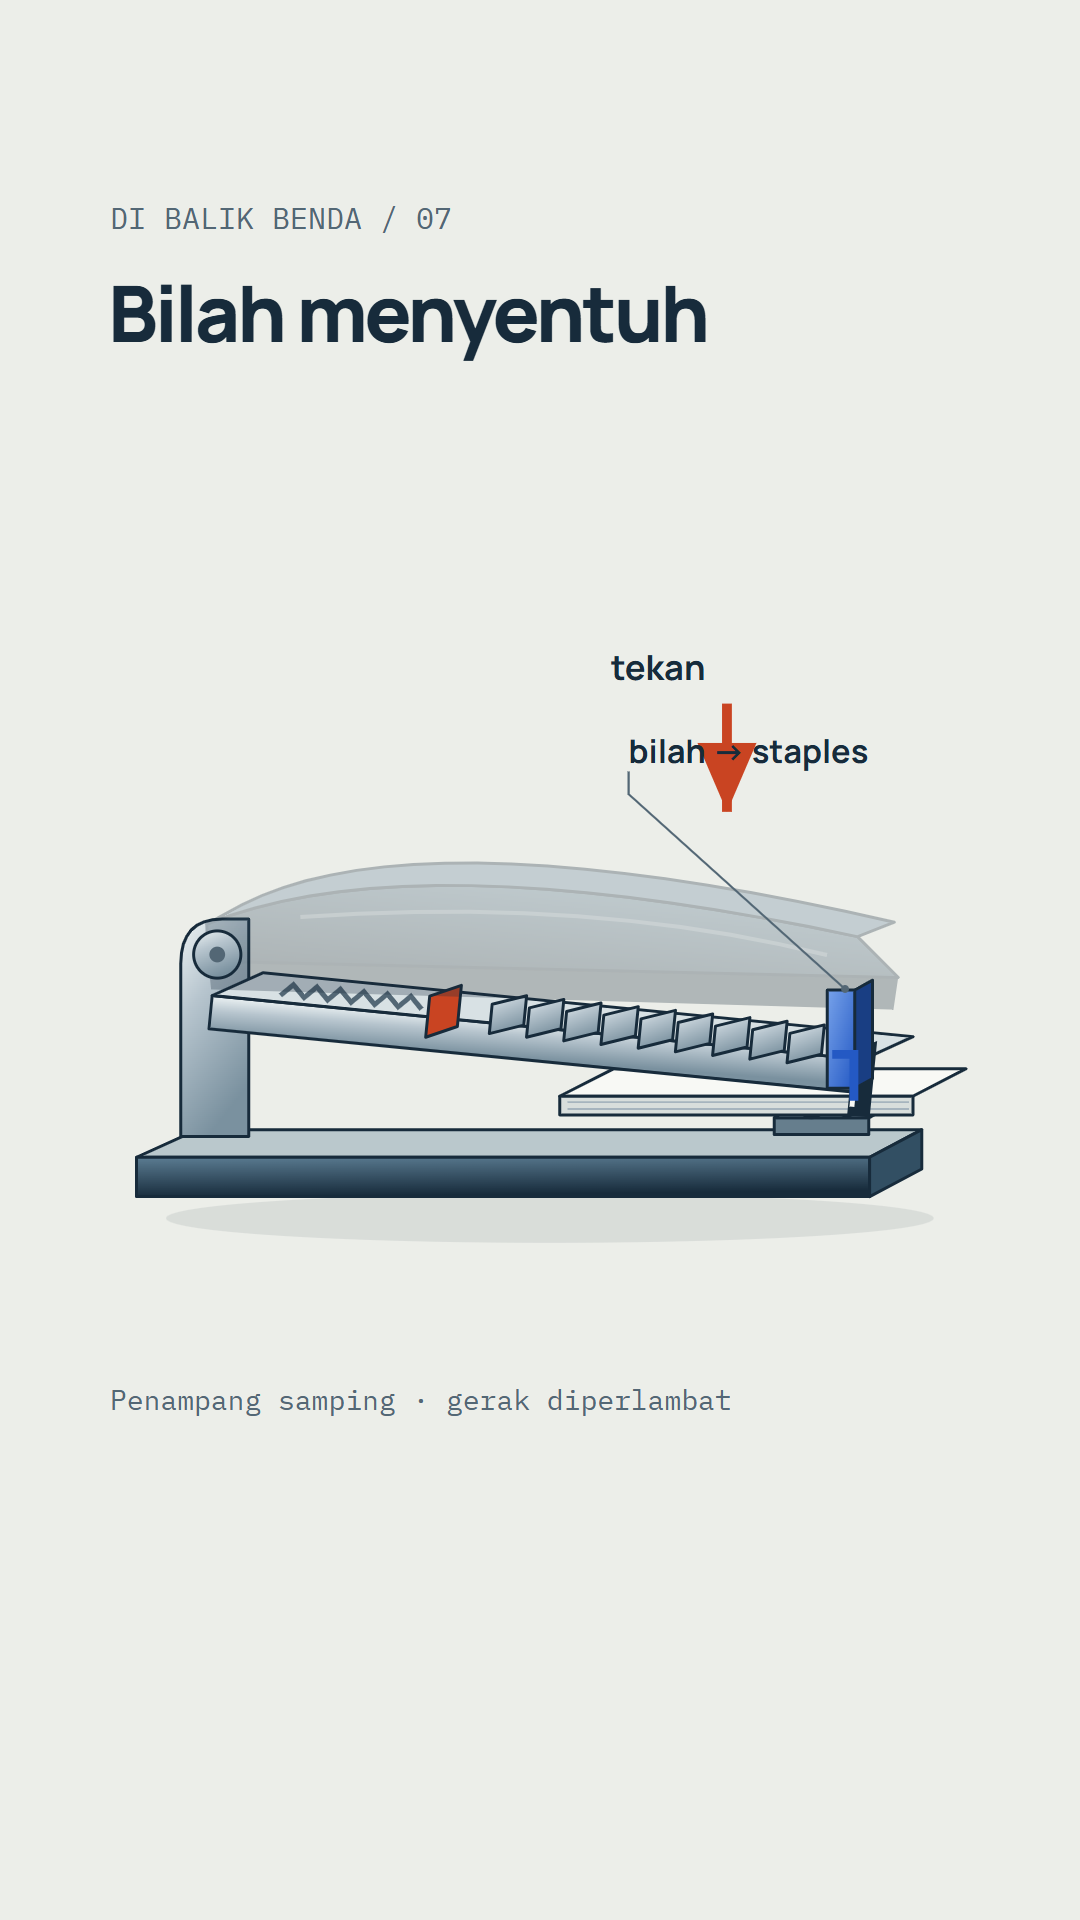 DI BALIK BENDA / 07
Bilah menyentuh
tekan
bilah → staples
Penampang samping · gerak diperlambat